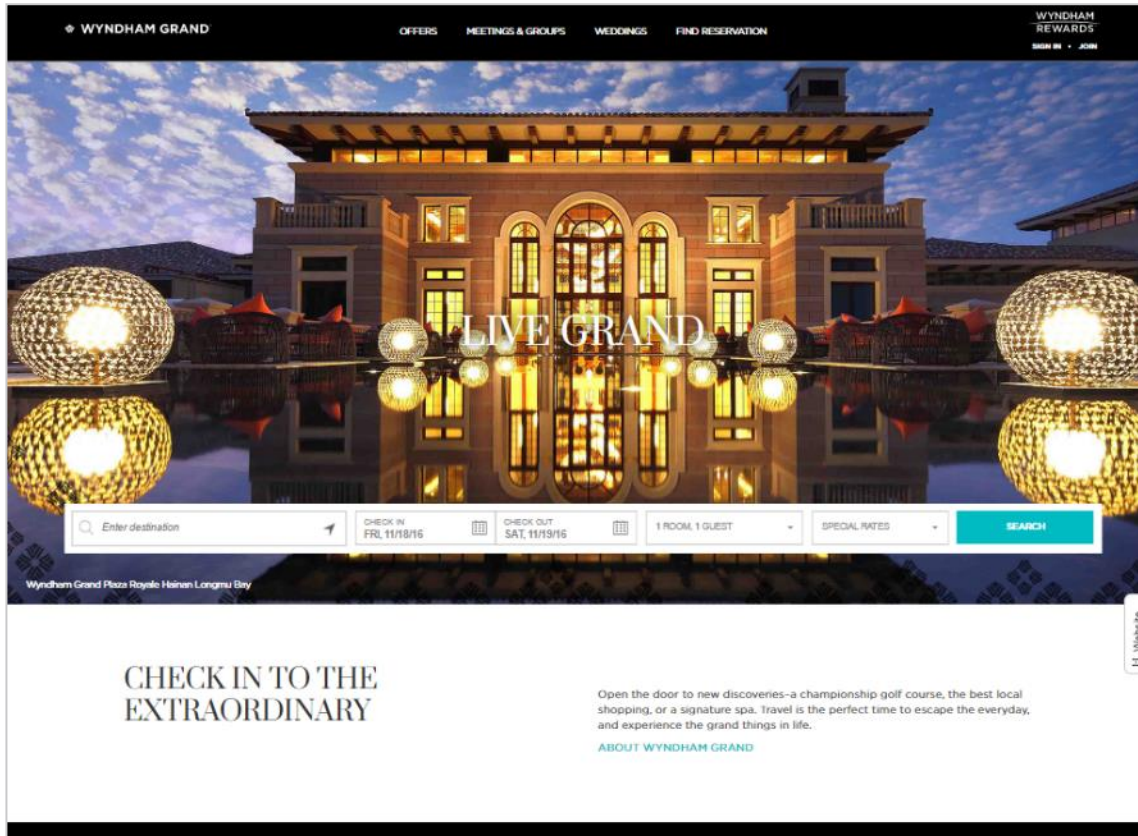 WYNDHAM GRAND
OFFERS MEETINGS & GROUPS WEDDINGS FIND RESERVATION
WYNDHAM
REWARDS
SIGN IN • JOIN
LIVE GRAND
Enter destination
CHECK IN
FRI, 11/18/16
CHECK OUT
SAT, 11/19/16
1 ROOM, 1 GUEST
SPECIAL RATES
SEARCH
Wyndham Grand Plaza Royale Hainan Longmu Bay
Website
CHECK IN TO THE
EXTRAORDINARY
Open the door to new discoveries–a championship golf course, the best local
shopping, or a signature spa. Travel is the perfect time to escape the everyday,
and experience the grand things in life.
ABOUT WYNDHAM GRAND